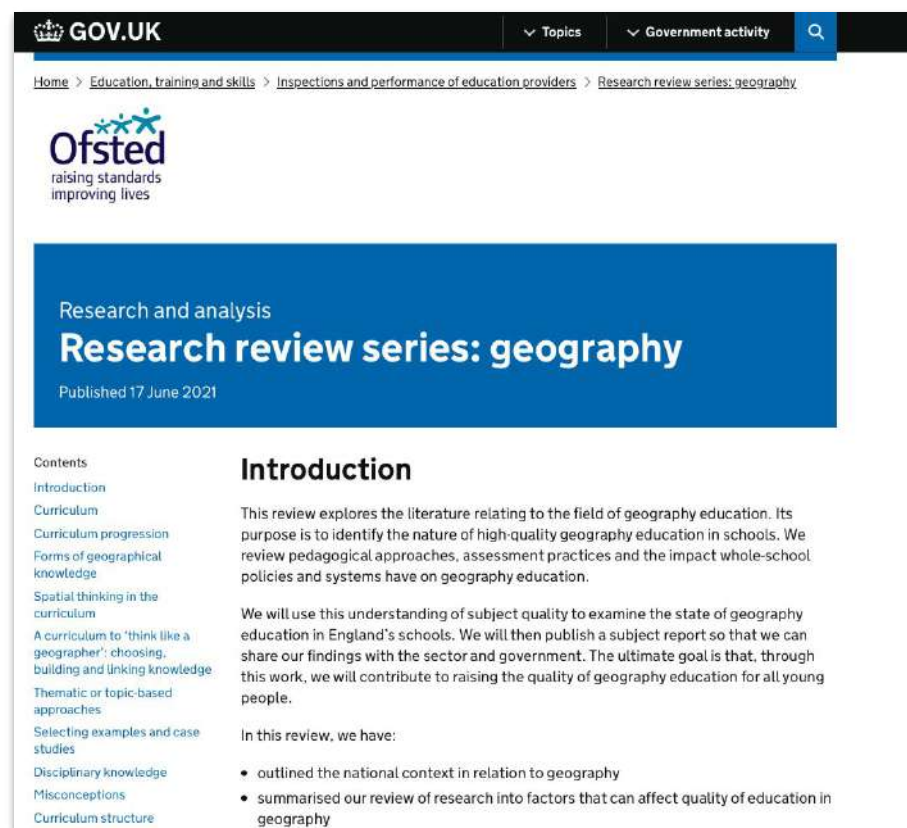 GOV.UK
Topics
Government activity
Home > Education, training and skills > Inspections and performance of education providers > Research review series: geography
Ofsted
raising standards
improving lives
Research and analysis
Research review series: geography
Published 17 June 2021
Contents
Introduction
Curriculum
Curriculum progression
Forms of geographical
knowledge
Spatial thinking in the
curriculum
A curriculum to 'think like a
geographer': choosing,
building and linking knowledge
Thematic or topic-based
approaches
Selecting examples and case
studies
Disciplinary knowledge
Misconceptions
Curriculum structure
Introduction
This review explores the literature relating to the field of geography education. Its
purpose is to identify the nature of high-quality geography education in schools. We
review pedagogical approaches, assessment practices and the impact whole-school
policies and systems have on geography education.
We will use this understanding of subject quality to examine the state of geography
education in England's schools. We will then publish a subject report so that we can
share our findings with the sector and government. The ultimate goal is that, through
this work, we will contribute to raising the quality of geography education for all young
people.
In this review, we have:
• outlined the national context in relation to geography
• summarised our review of research into factors that can affect quality of education in
geography